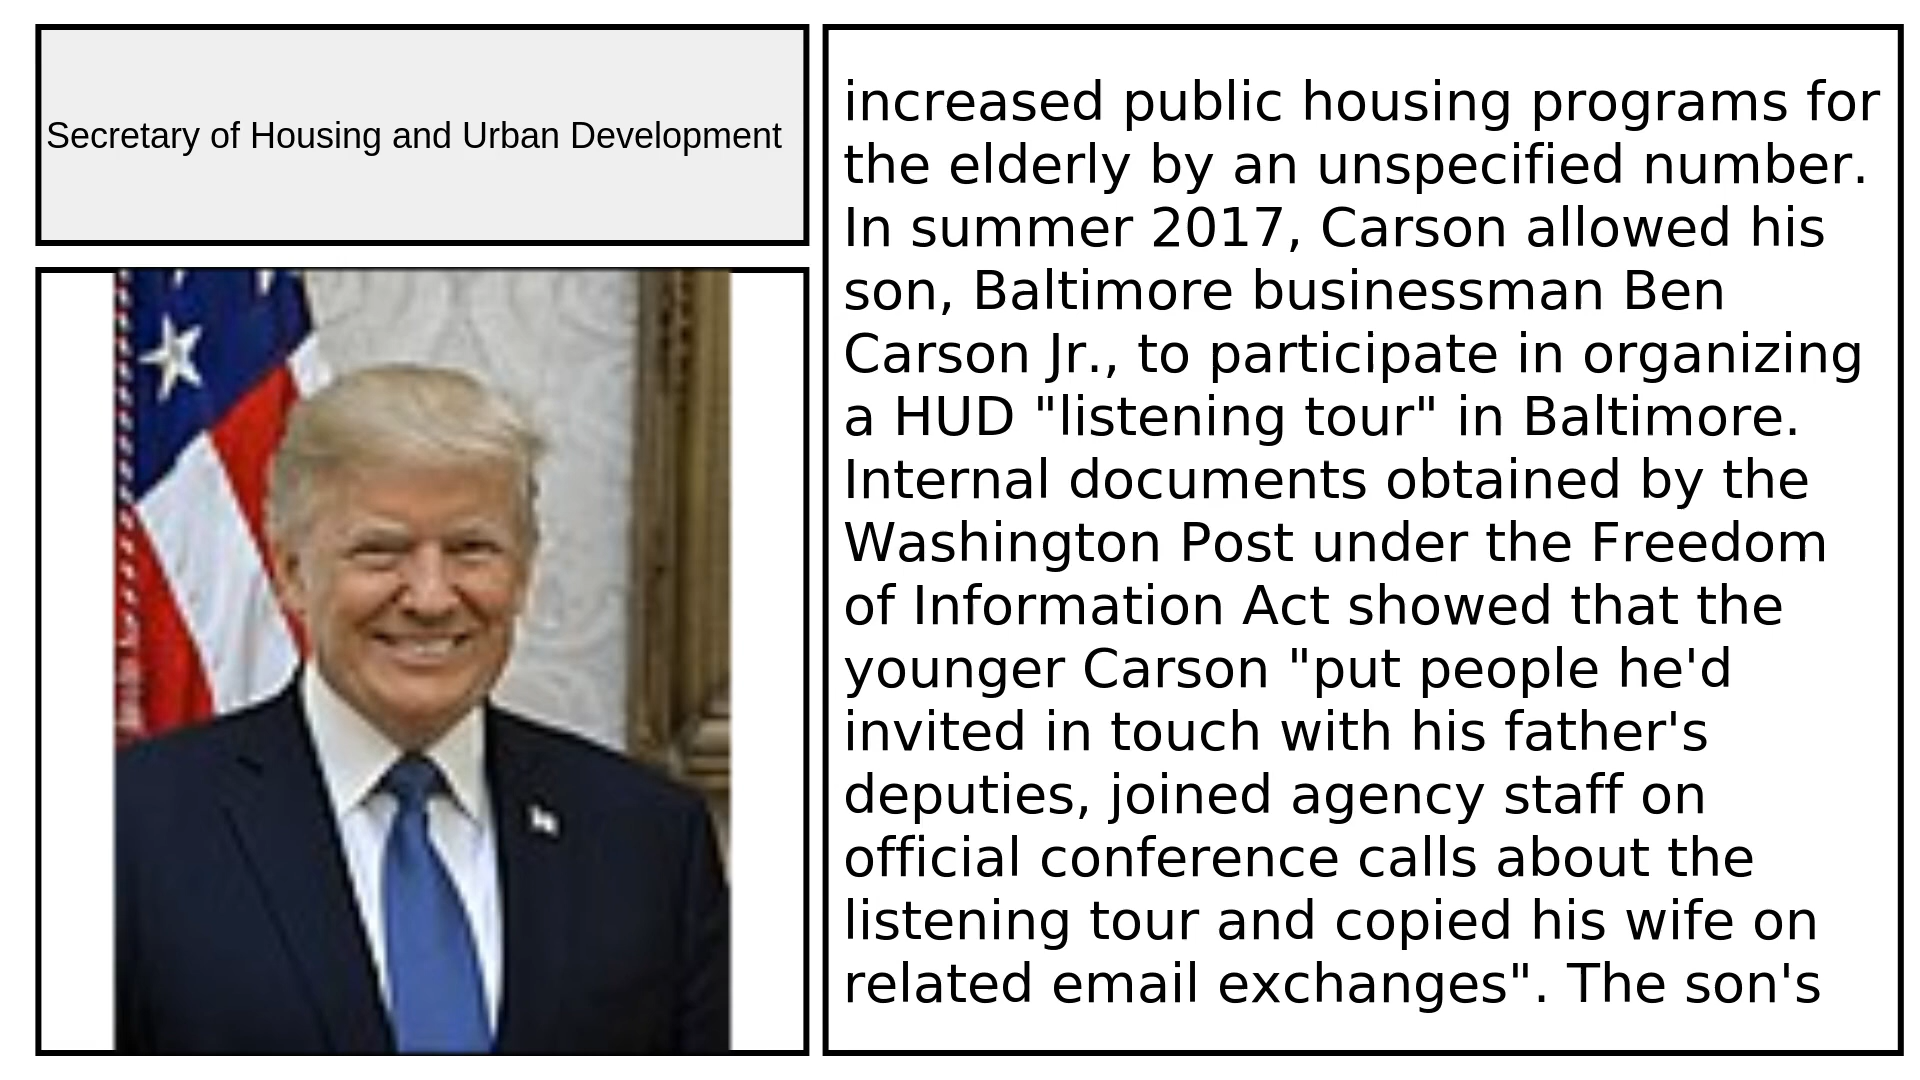 Secretary of Housing and Urban Development
increased public housing programs for
the elderly by an unspecified number.
In summer 2017, Carson allowed his
son, Baltimore businessman Ben
Carson Jr., to participate in organizing
a HUD "listening tour" in Baltimore.
Internal documents obtained by the
Washington Post under the Freedom
of Information Act showed that the
younger Carson "put people he'd
invited in touch with his father's
deputies, joined agency staff on
official conference calls about the
listening tour and copied his wife on
related email exchanges". The son's